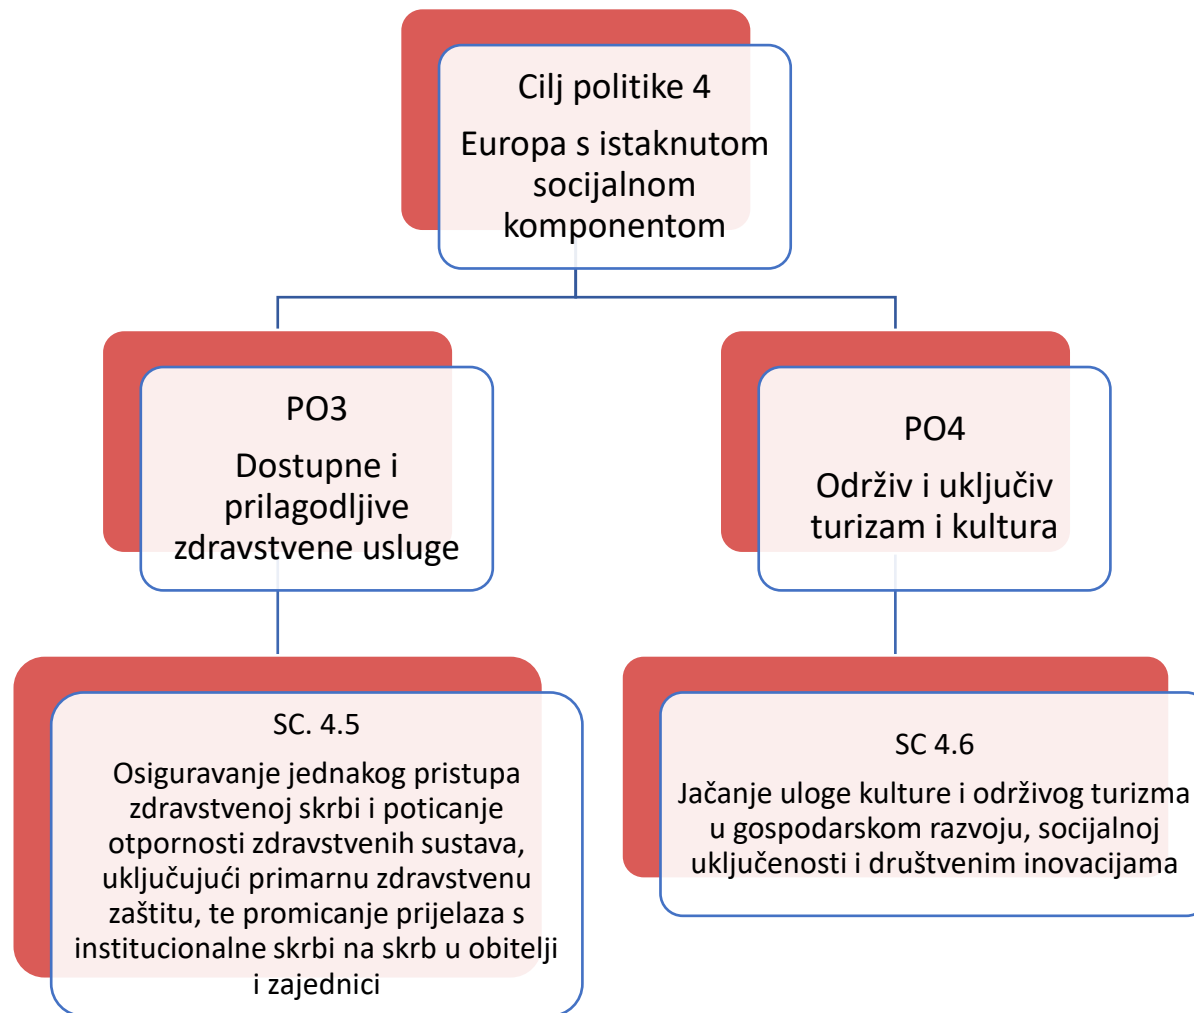 Cilj politike 4
Europa s istaknutom
socijalnom
komponentom
PO3
Dostupne i
prilagodljive
zdravstvene usluge
PO4
Održiv i uključiv
turizam i kultura
SC. 4.5
Osiguravanje jednakog pristupa
zdravstvenoj skrbi i poticanje
otpornosti zdravstvenih sustava,
uključujući primarnu zdravstvenu
zaštitu, te promicanje prijelaza s
institucionalne skrbi na skrb u obitelji
i zajednici
SC 4.6
Jačanje uloge kulture i održivog turizma
u gospodarskom razvoju, socijalnoj
uključenosti i društvenim inovacijama